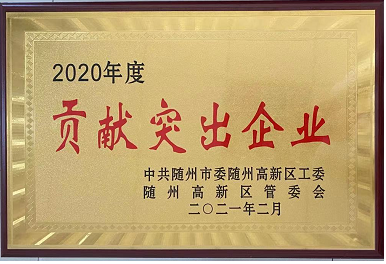 2020年度
贡献突出企业
中共随州市委随州高新区工委
随州高新区管委会
二〇二一年二月